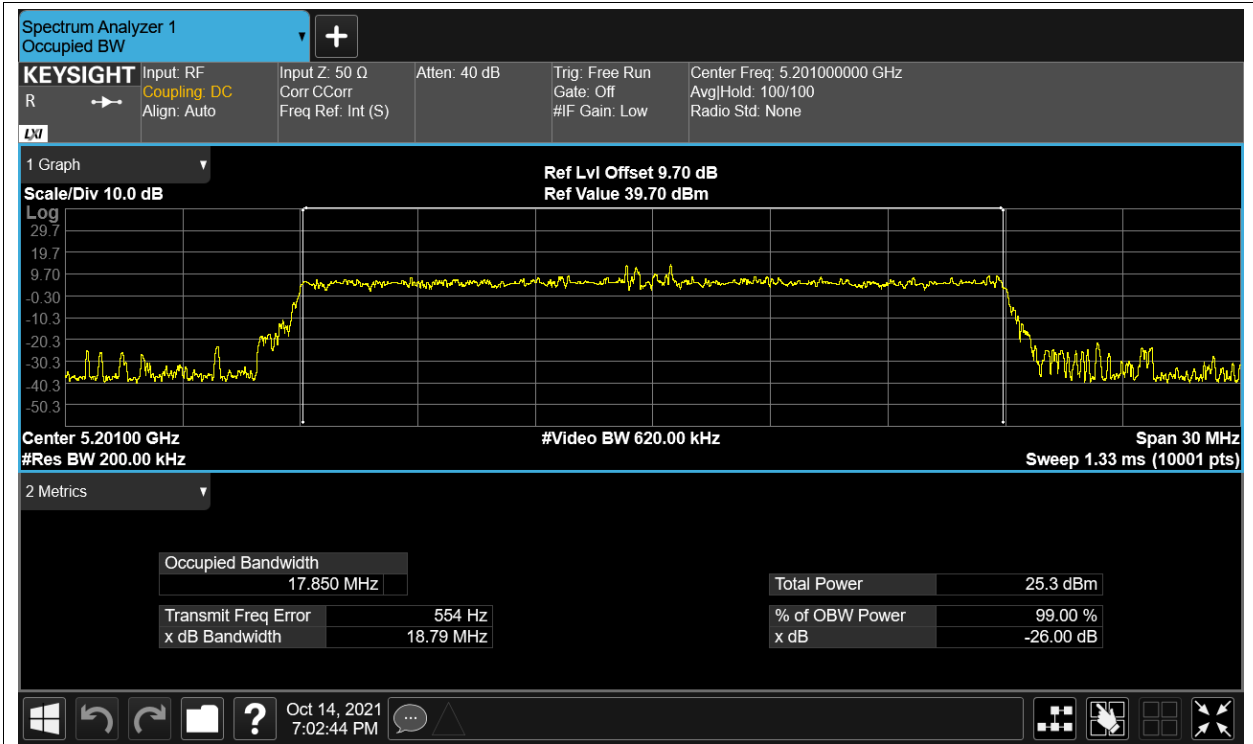 Spectrum Analyzer 1
Occupied BW
KEYSIGHT
R
LXI
Input: RF
Coupling: DC
Align: Auto
Input Z: 50 Ω
Corr CCorr
Freq Ref: Int (S)
Atten: 40 dB
Trig: Free Run
Gate: Off
#IF Gain: Low
Center Freq: 5.201000000 GHz
Avg|Hold: 100/100
Radio Std: None
1 Graph
Scale/Div 10.0 dB
Ref Lvl Offset 9.70 dB
Ref Value 39.70 dBm
Log
29.7
19.7
9.70
-0.30
-10.3
-20.3
-30.3
-40.3
-50.3
Center 5.20100 GHz
#Video BW 620.00 kHz
Span 30 MHz
#Res BW 200.00 kHz
Sweep 1.33 ms (10001 pts)
2 Metrics
Occupied Bandwidth
17.850 MHz
Total Power 25.3 dBm
Transmit Freq Error 554 Hz
% of OBW Power 99.00 %
x dB Bandwidth 18.79 MHz
x dB -26.00 dB
?
Oct 14, 2021
7:02:44 PM